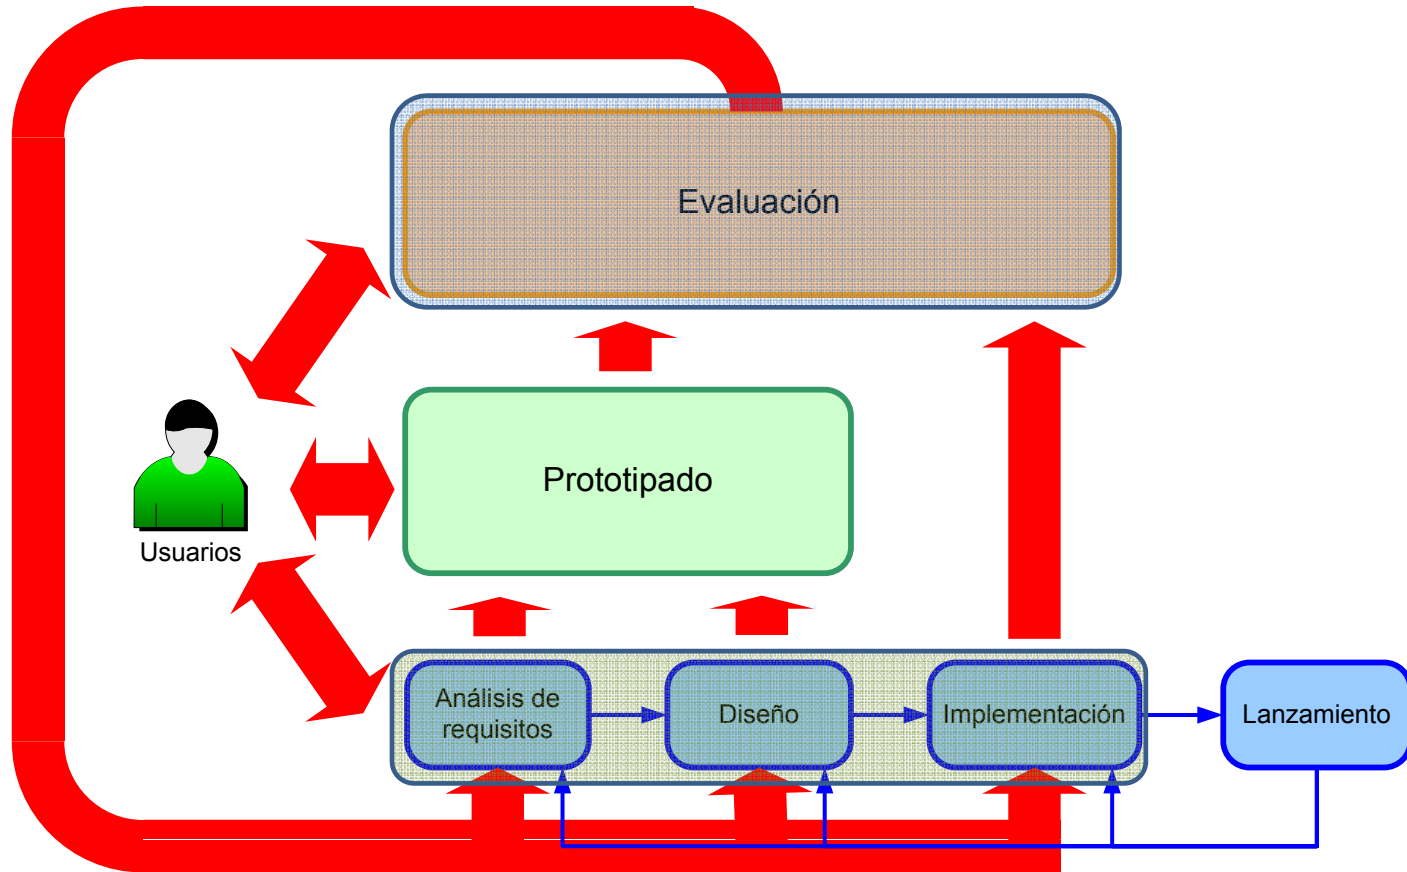 Evaluación
Prototipado
Usuarios
Análisis de
requisitos
Diseño
Implementación
Lanzamiento